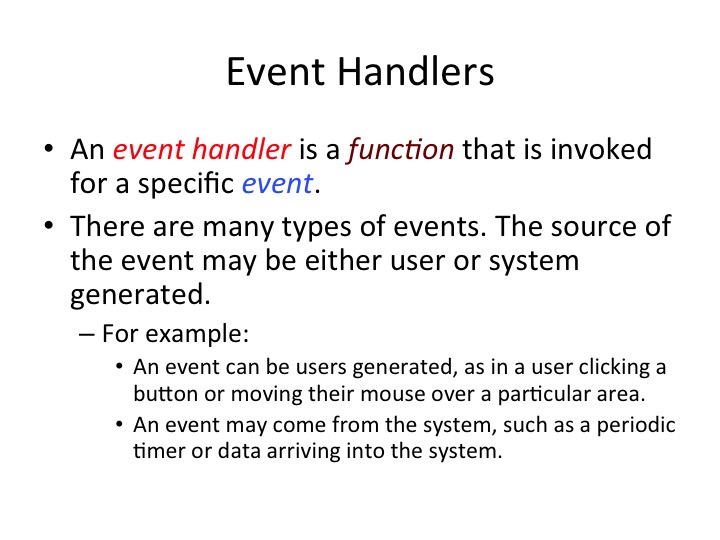 Event Handlers
• An event handler is a function that is invoked
for a specific event.
• There are many types of events. The source of
the event may be either user or system
generated.
– For example:
• An event can be users generated, as in a user clicking a
button or moving their mouse over a particular area.
• An event may come from the system, such as a periodic
timer or data arriving into the system.